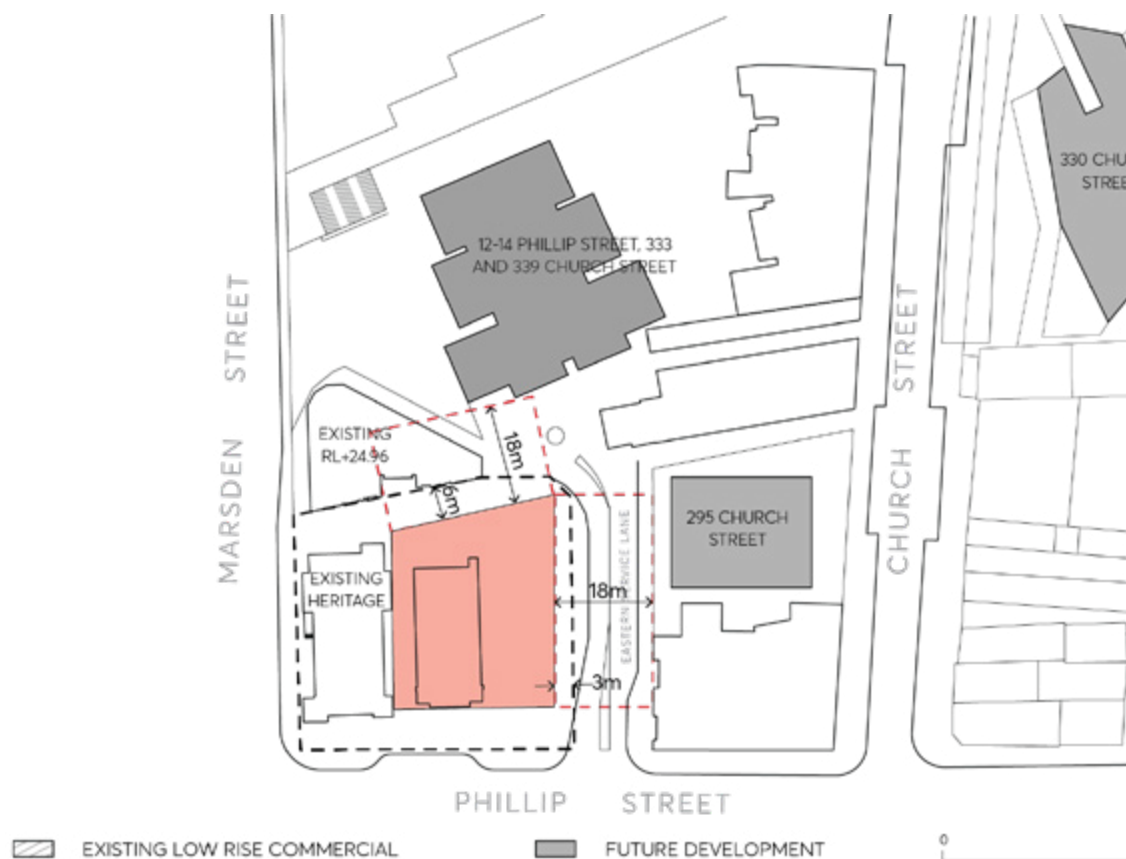 330 CHU
STREE
12-14 PHILLIP STREET, 333
AND 339 CHURCH STREET
MARSDEN STREET
CHURCH STREET
EXISTING
RL+24.96
18m
6m
295 CHURCH
STREET
EXISTING
HERITAGE
18m
EASTERN SERVICE LANE
3m
PHILLIP STREET
EXISTING LOW RISE COMMERCIAL
FUTURE DEVELOPMENT
0